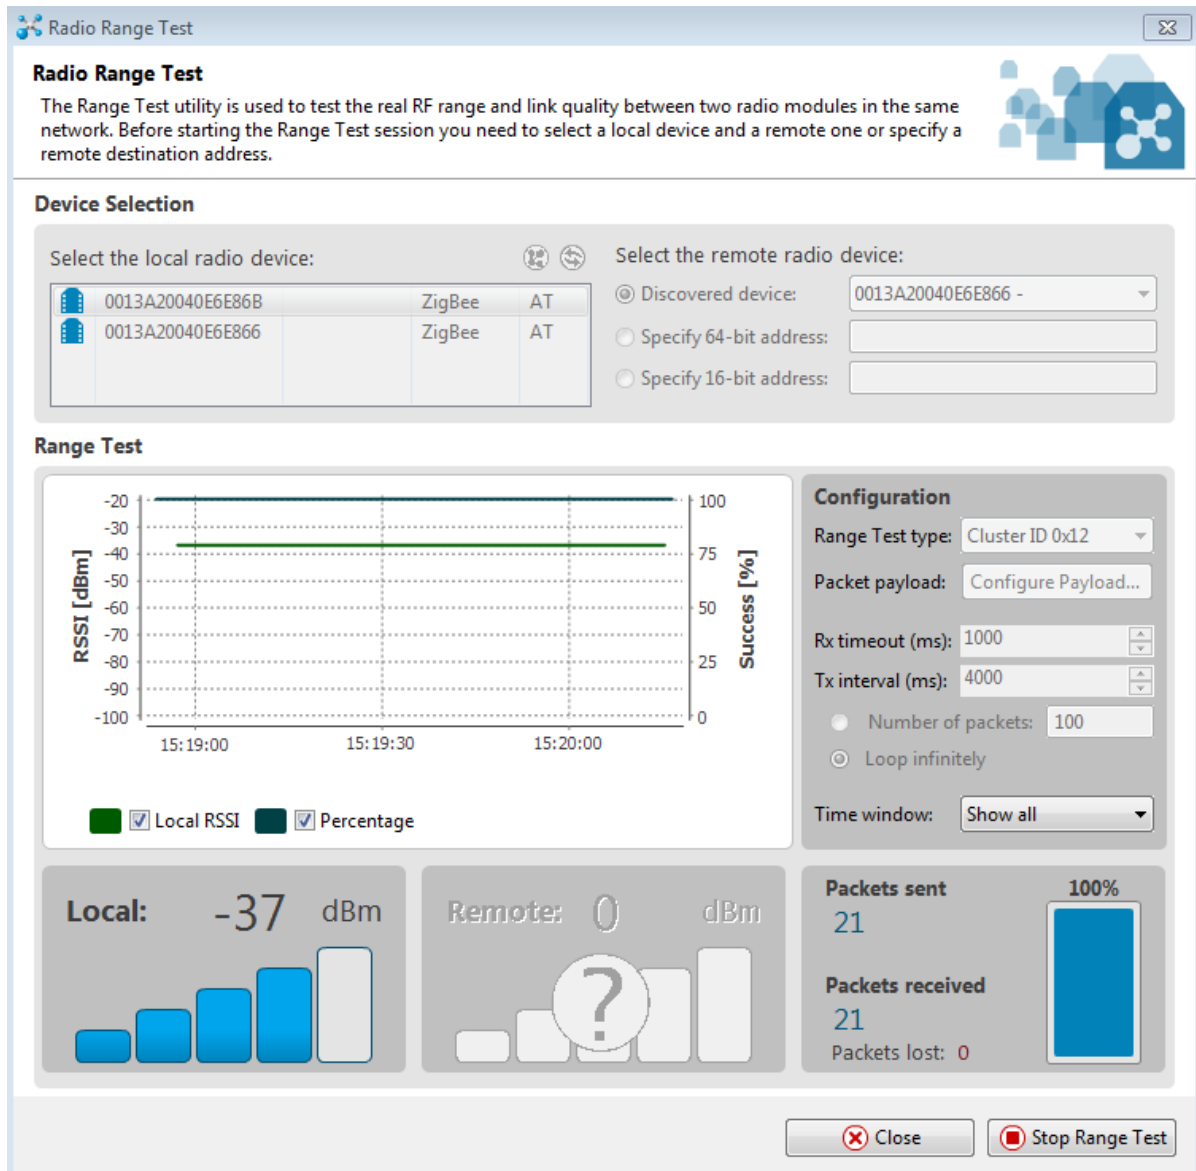 Radio Range Test
Radio Range Test
The Range Test utility is used to test the real RF range and link quality between two radio modules in the same
network. Before starting the Range Test session you need to select a local device and a remote one or specify a
remote destination address.
Device Selection
Select the local radio device:
0013A20040E6E86B ZigBee AT
0013A20040E6E866 ZigBee AT
Select the remote radio device:
Discovered device: 0013A20040E6E866 -
Specify 64-bit address:
Specify 16-bit address:
Range Test
RSSI [dBm]
-20
-30
-40
-50
-60
-70
-80
-90
-100
100
75
50
25
0
Success [%]
15:19:00 15:19:30 15:20:00
Local RSSI Percentage
Configuration
Range Test type: Cluster ID 0x12
Packet payload: Configure Payload...
Rx timeout (ms): 1000
Tx interval (ms): 4000
Number of packets: 100
Loop infinitely
Time window: Show all
Local: -37 dBm
Remote: 0 dBm
?
Packets sent
21
100%
Packets received
21
Packets lost: 0
Close Stop Range Test